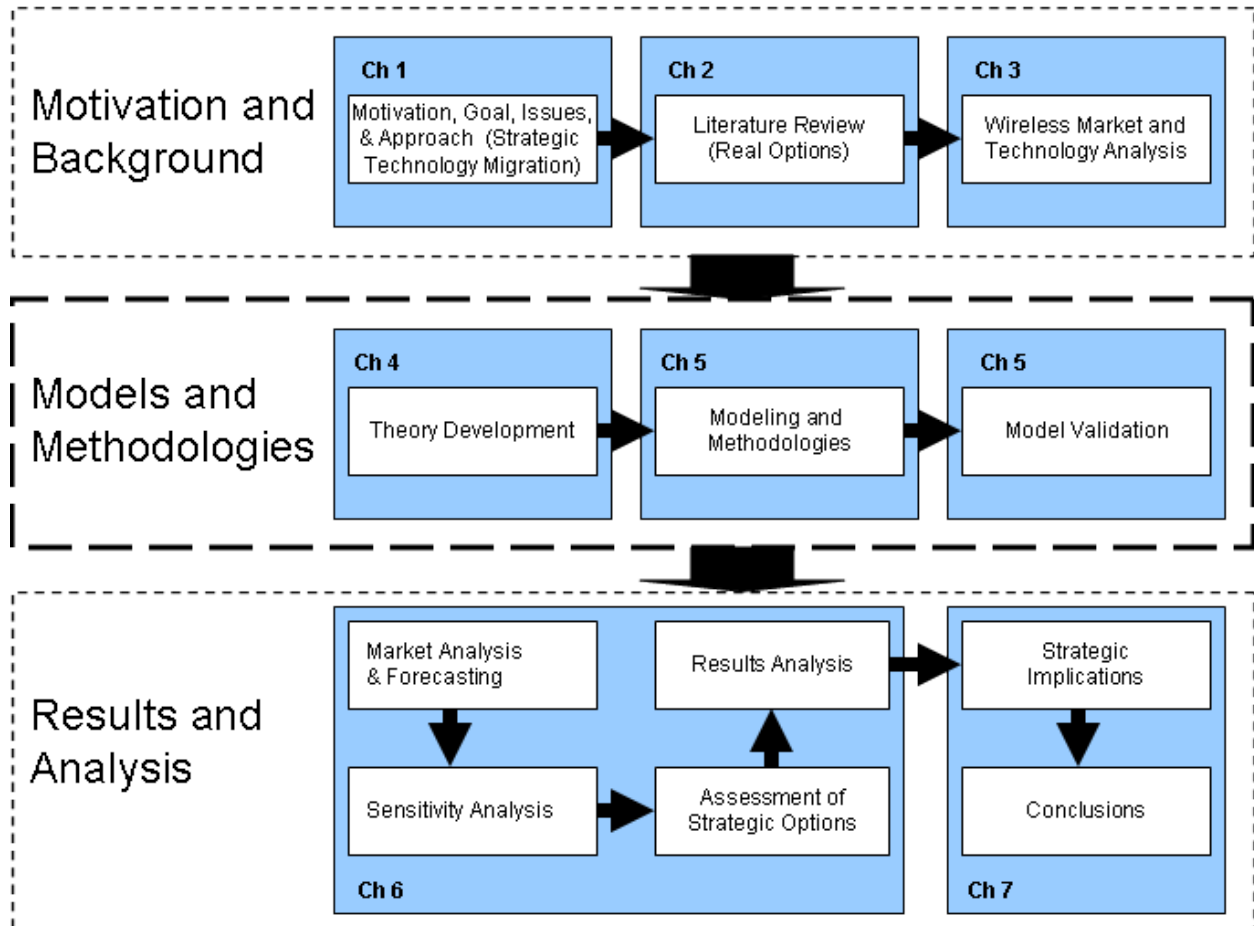 Motivation and
Background
Ch 1
Motivation, Goal, Issues,
& Approach (Strategic
Technology Migration)
Ch 2
Literature Review
(Real Options)
Ch 3
Wireless Market and
Technology Analysis
Models and
Methodologies
Ch 4
Theory Development
Ch 5
Modeling and
Methodologies
Ch 5
Model Validation
Results and
Analysis
Market Analysis
& Forecasting
Sensitivity Analysis
Assessment of
Strategic Options
Results Analysis
Ch 6
Strategic
Implications
Conclusions
Ch 7